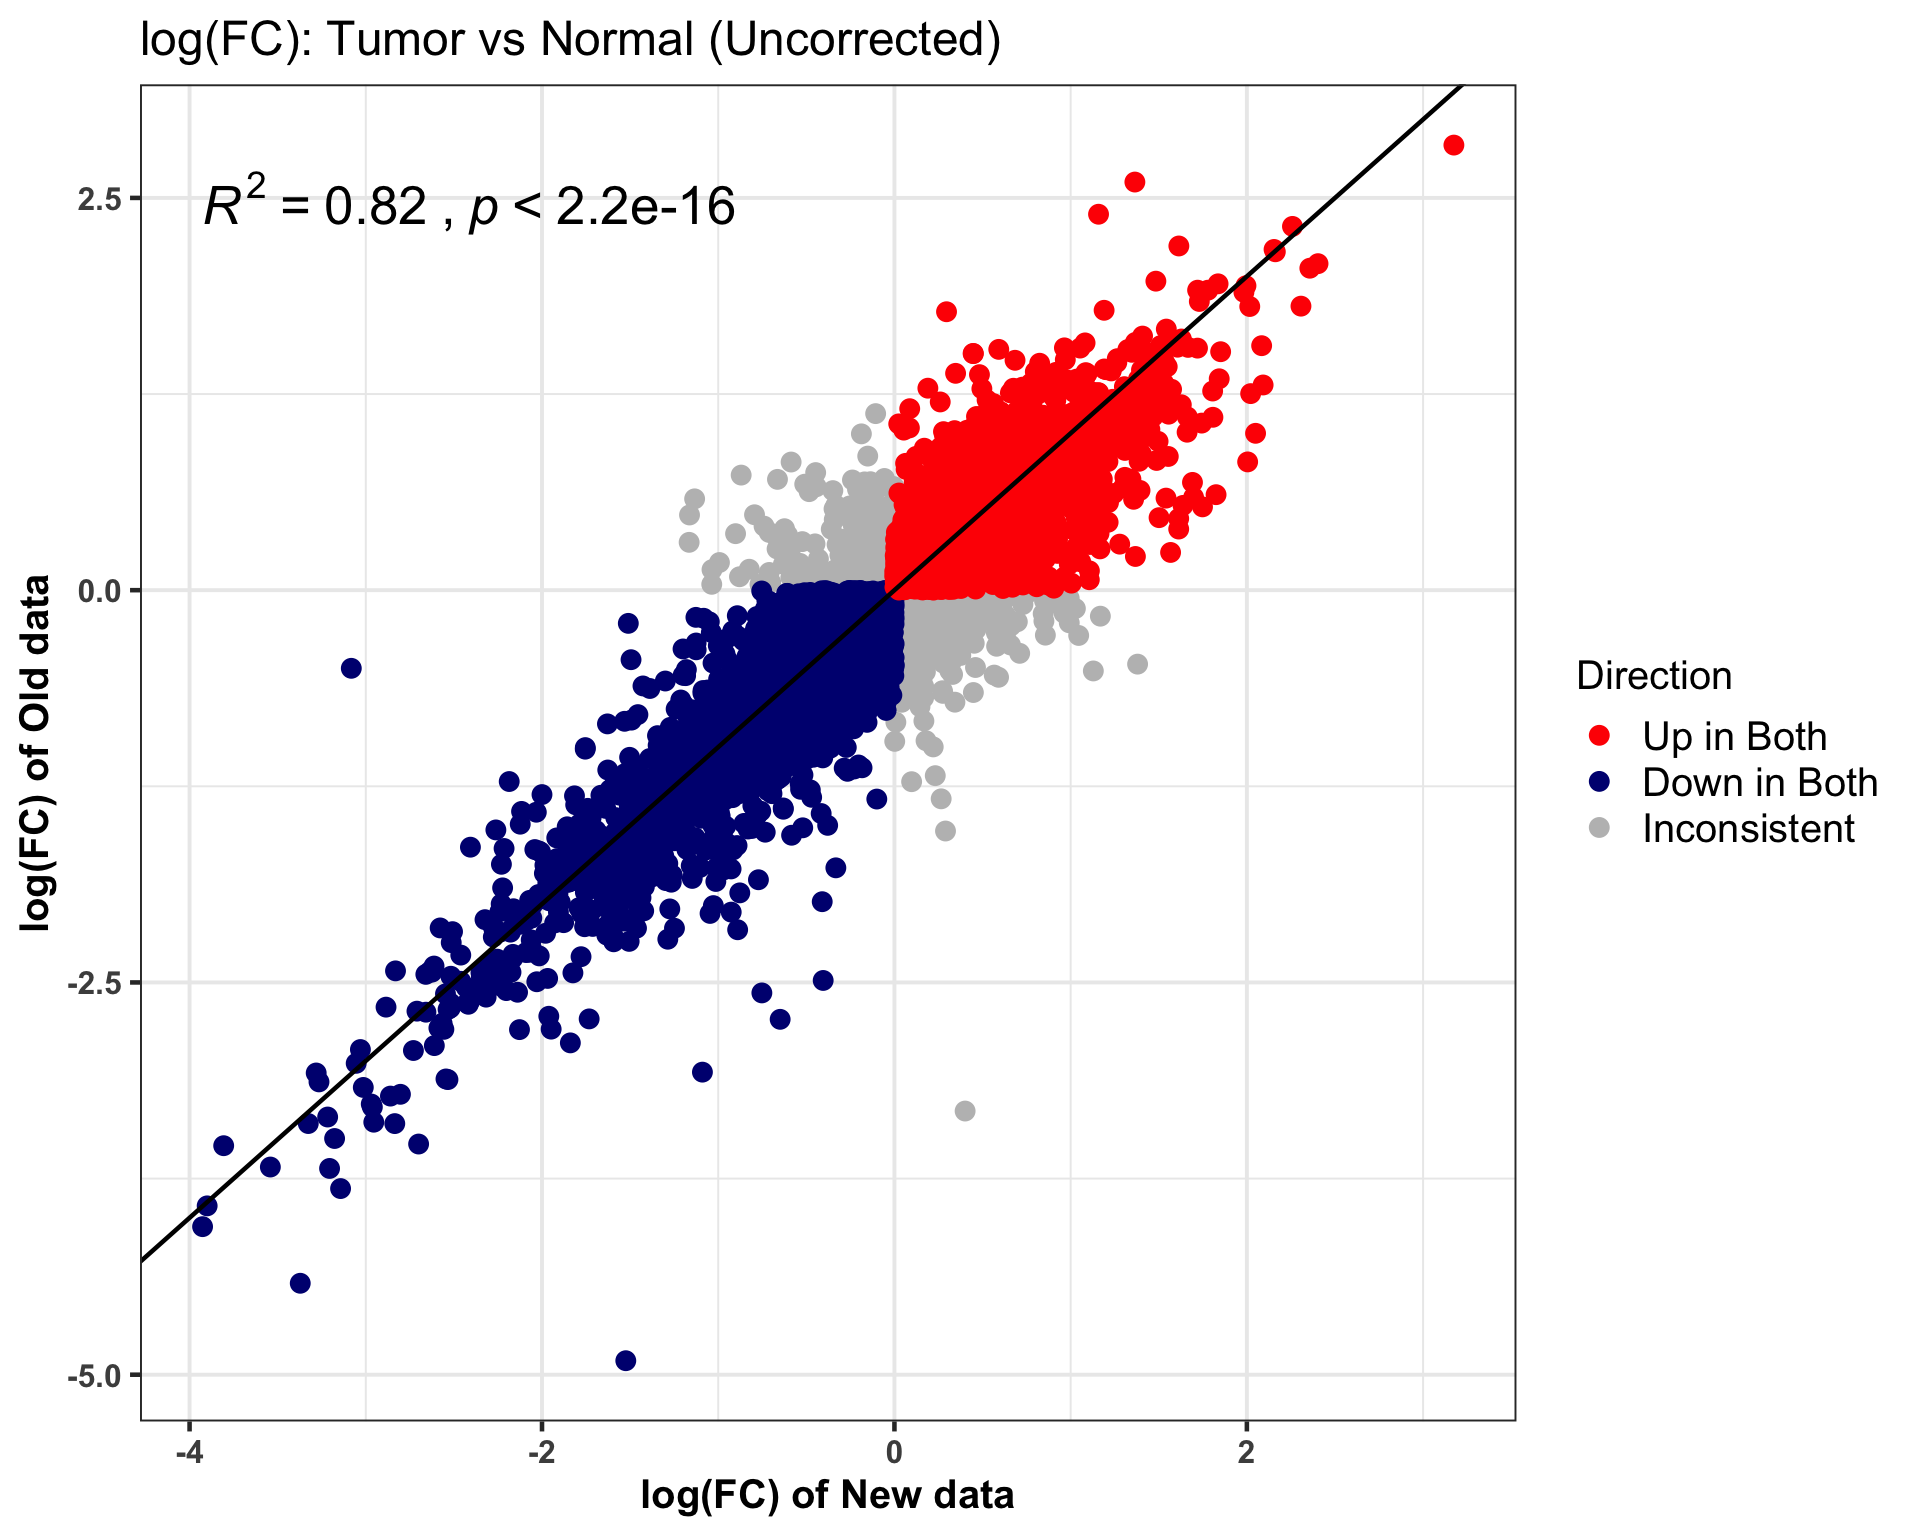 log(FC): Tumor vs Normal (Uncorrected)
R² = 0.82 , p < 2.2e-16
2.5
0.0
-2.5
-5.0
log(FC) of Old data
-4
-2
0
2
log(FC) of New data
Direction
Up in Both
Down in Both
Inconsistent